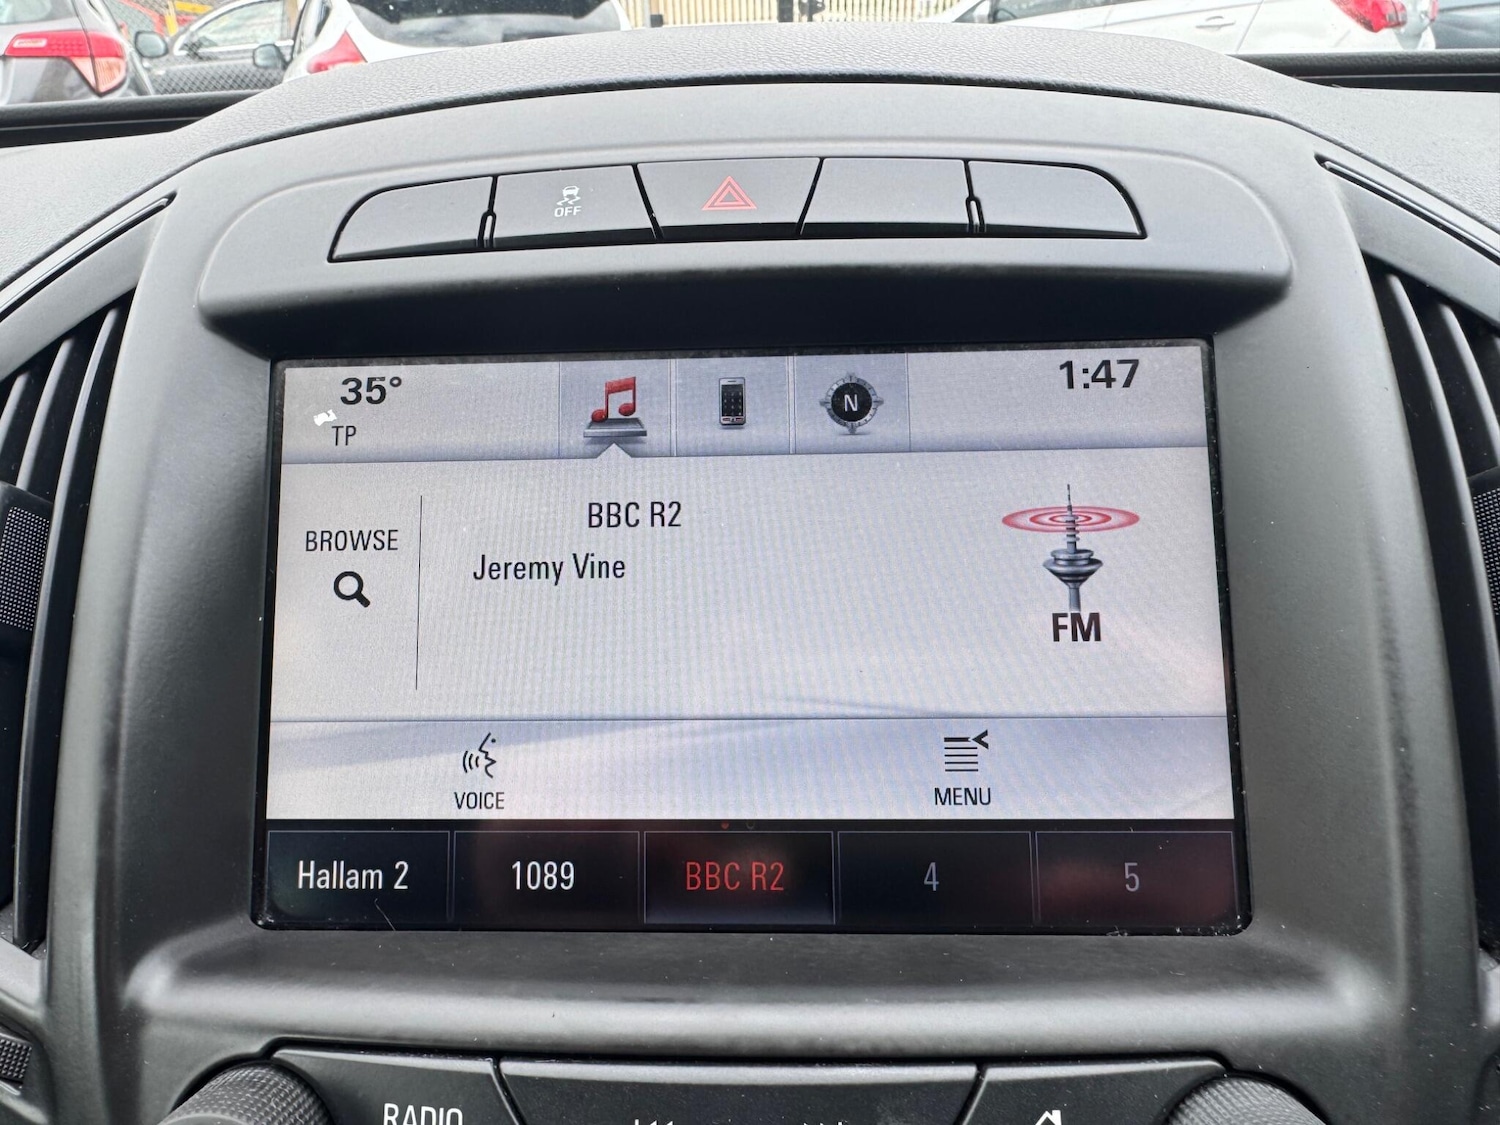 OFF
35°
TP
N
1:47
BROWSE
BBC R2
Jeremy Vine
FM
VOICE
MENU
Hallam 2
1089
BBC R2
4
5
RADIO